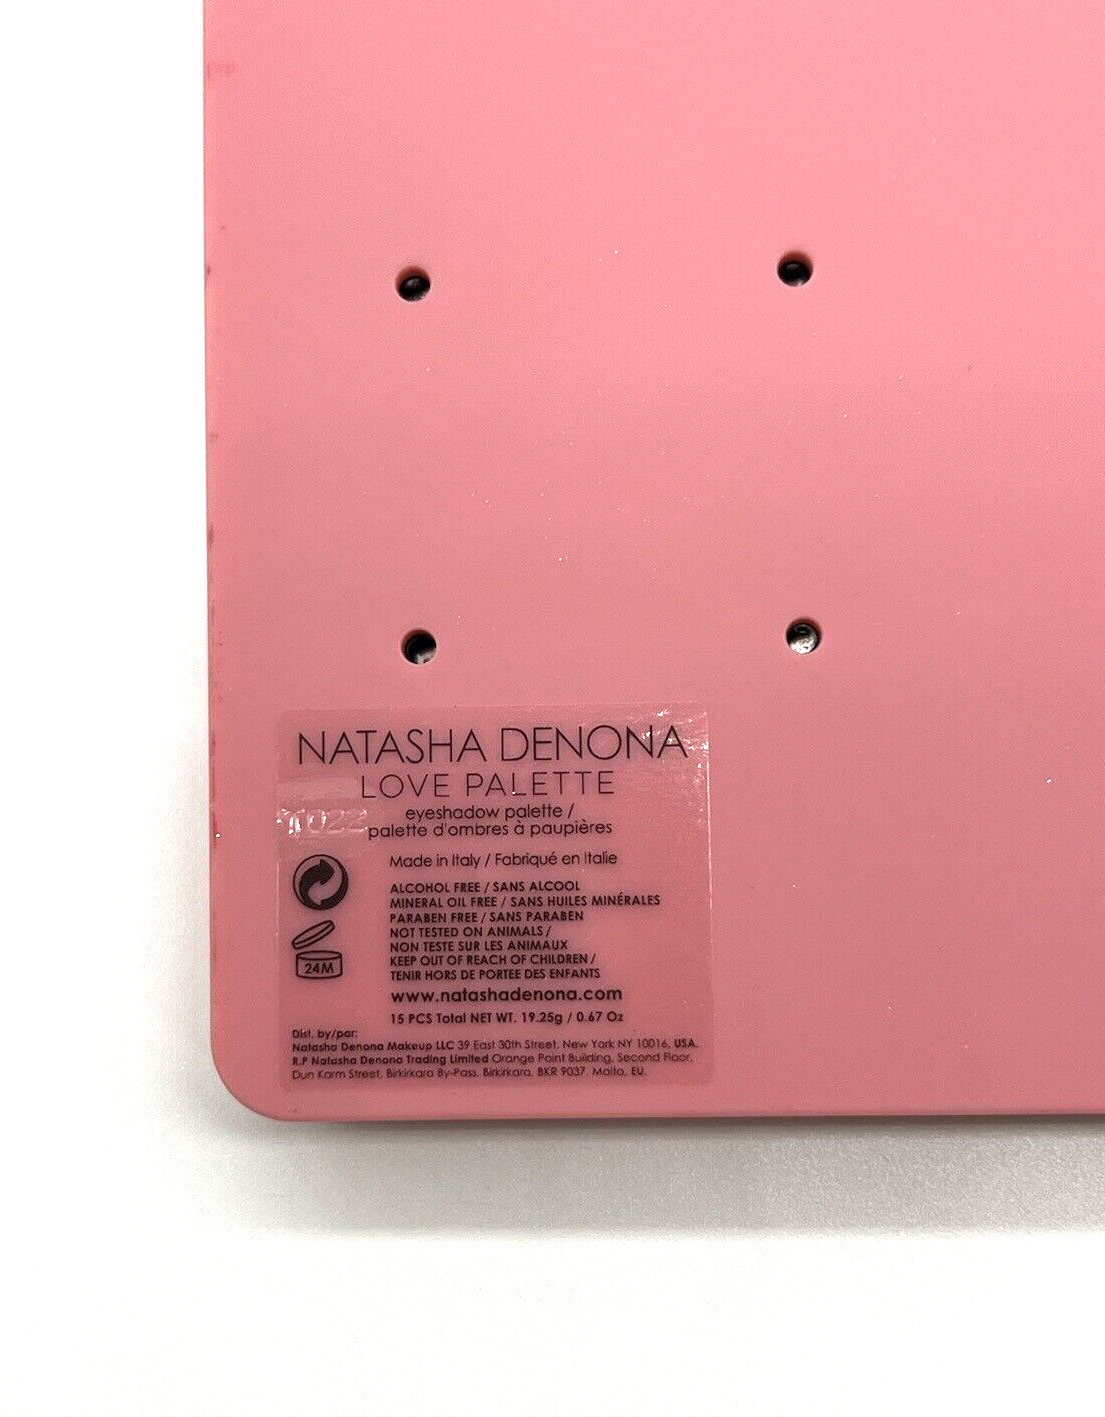 NATASHA DENONA
LOVE PALETTE
eyeshadow palette /
palette d'ombres à paupières
T022
Made in Italy / Fabriqué en Italie
ALCOHOL FREE / SANS ALCOOL
MINERAL OIL FREE / SANS HUILES MINÉRALES
PARABEN FREE / SANS PARABEN
NOT TESTED ON ANIMALS /
NON TESTE SUR LES ANIMAUX
KEEP OUT OF REACH OF CHILDREN /
TENIR HORS DE PORTEE DES ENFANTS
24M
www.natashadenona.com
15 PCS Total NET WT. 19.25g / 0.67 Oz
Dist. by/par:
Natasha Denona Makeup LLC 39 East 30th Street, New York NY 10016, USA.
R.P Natasha Denona Trading Limited Orange Point Building, Second Floor,
Dun Karm Street, Birkirkara By-Pass, Birkirkara, BKR 9037, Malta, EU.